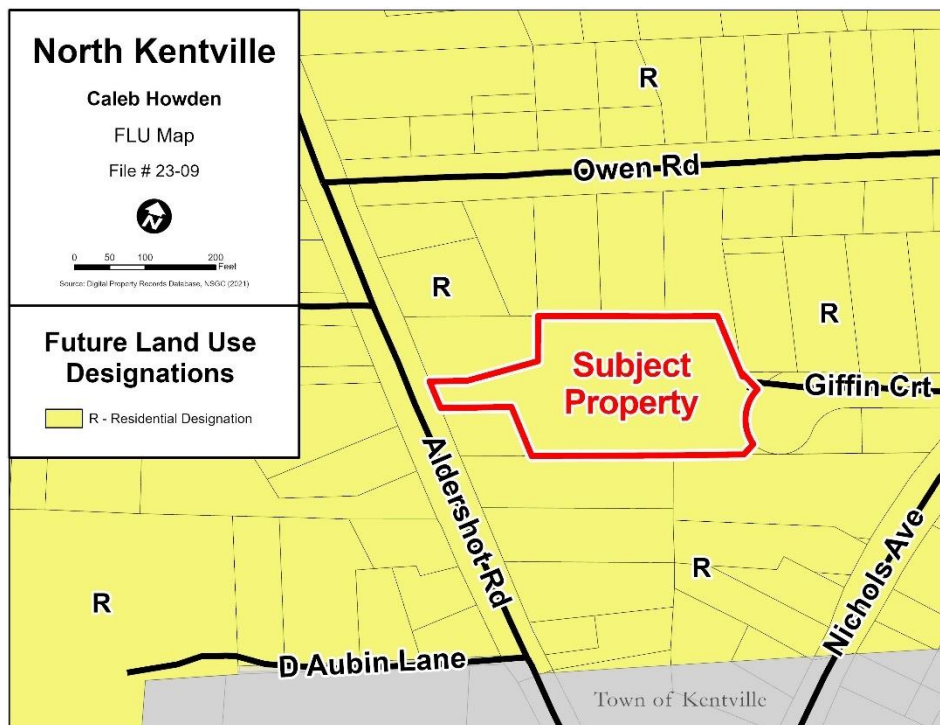 North Kentville
Caleb Howden
FLU Map
File # 23-09
N
0 50 100 200
Feet
Source: Digital Property Records Database, NSGC (2021)
Future Land Use
Designations
R - Residential Designation
R
Owen Rd
R
R
Subject
Property
Giffin Crt
Aldershot Rd
Nichols Ave
R
R
D Aubin Lane
Town of Kentville